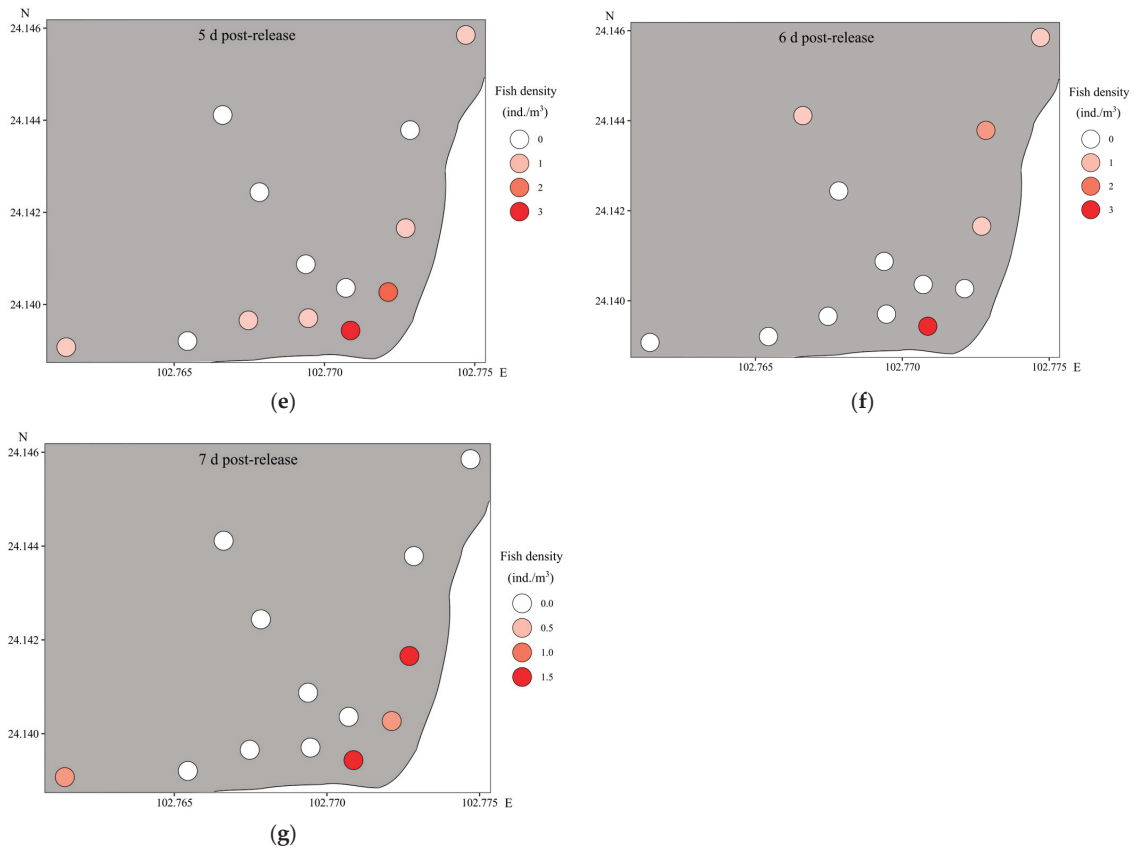 N
5 d post-release
24.146
24.144
24.142
24.140
102.765
102.770
102.775
E
Fish density
(ind./m³)
0
1
2
3
(e)
N
6 d post-release
24.146
24.144
24.142
24.140
102.765
102.770
102.775
E
Fish density
(ind./m³)
0
1
2
3
(f)
N
7 d post-release
24.146
24.144
24.142
24.140
102.765
102.770
102.775
E
Fish density
(ind./m³)
0.0
0.5
1.0
1.5
(g)